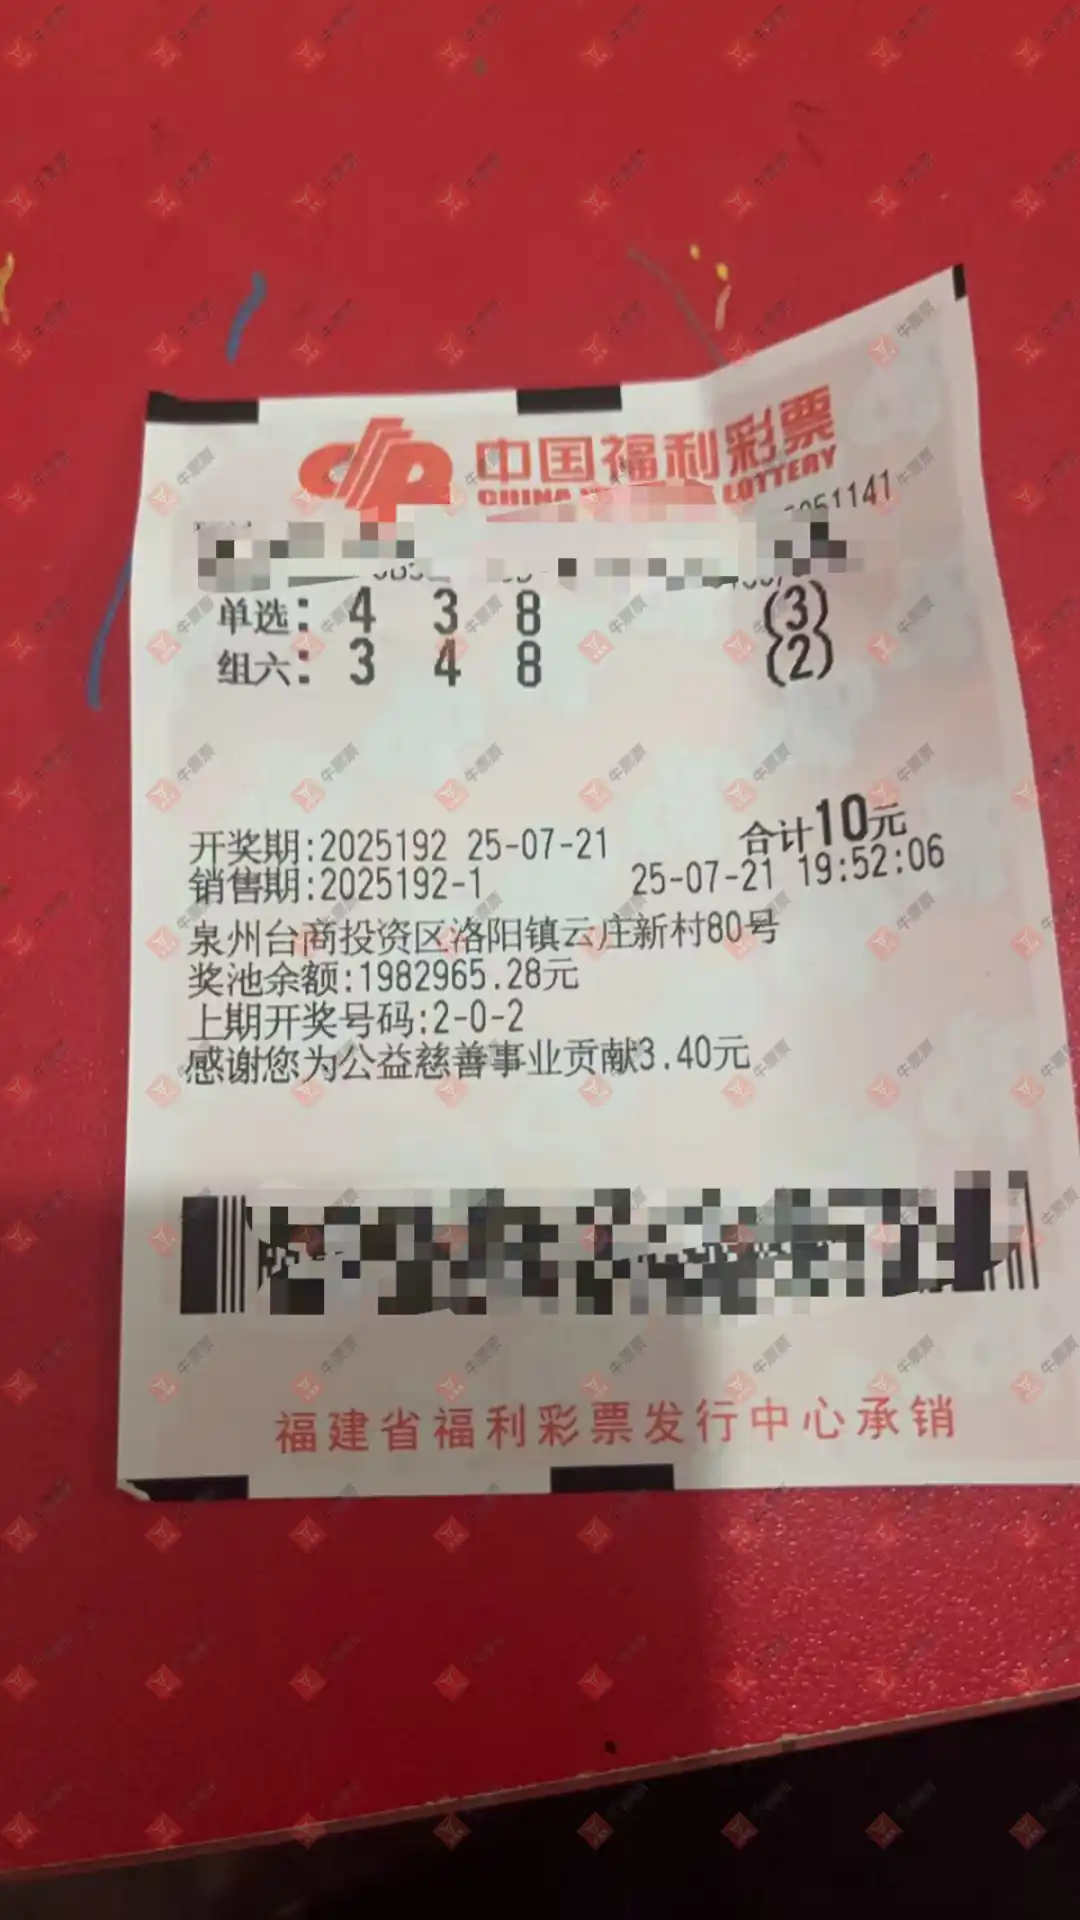 中国福利彩票
CHINA LOTTERY
051141
单选: 4 3 8 (3)
组六: 3 4 8 (2)
合计10元
开奖期:2025192 25-07-21
销售期:2025192-1 25-07-21 19:52:06
泉州台商投资区洛阳镇云庄新村80号
奖池余额:1982965.28元
上期开奖号码:2-0-2
感谢您为公益慈善事业贡献3.40元
福建省福利彩票发行中心承销
牛票票